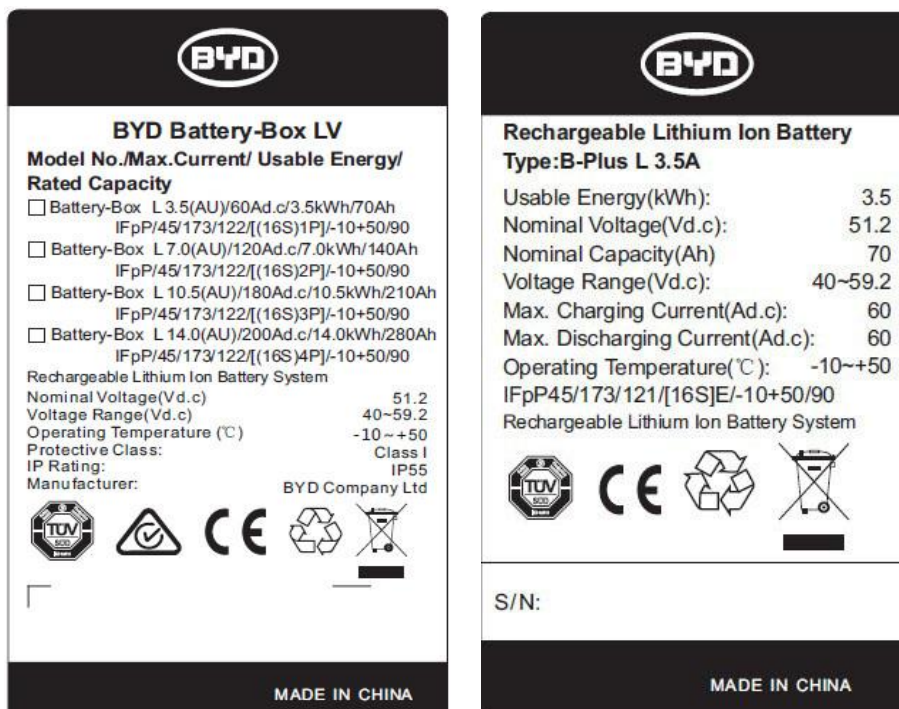 BYD
BYD Battery-Box LV
Model No./Max.Current/ Usable Energy/
Rated Capacity
Battery-Box L 3.5(AU)/60Ad.c/3.5kWh/70Ah
IFpP/45/173/122/[(16S)1P]/-10+50/90
Battery-Box L 7.0(AU)/120Ad.c/7.0kWh/140Ah
IFpP/45/173/122/[(16S)2P]/-10+50/90
Battery-Box L 10.5(AU)/180Ad.c/10.5kWh/210Ah
IFpP/45/173/122/[(16S)3P]/-10+50/90
Battery-Box L 14.0(AU)/200Ad.c/14.0kWh/280Ah
IFpP/45/173/122/[(16S)4P]/-10+50/90
Rechargeable Lithium Ion Battery System
Nominal Voltage(Vd.c) 51.2
Voltage Range(Vd.c) 40~59.2
Operating Temperature (℃) -10~+50
Protective Class: Class I
IP Rating: IP55
Manufacturer: BYD Company Ltd
TÜV
SÜD
CE
MADE IN CHINA
BYD
Rechargeable Lithium Ion Battery
Type:B-Plus L 3.5A
Usable Energy(kWh): 3.5
Nominal Voltage(Vd.c): 51.2
Nominal Capacity(Ah) 70
Voltage Range(Vd.c): 40~59.2
Max. Charging Current(Ad.c): 60
Max. Discharging Current(Ad.c): 60
Operating Temperature(℃): -10~+50
IFpP45/173/121/[16S]E/-10+50/90
Rechargeable Lithium Ion Battery System
TÜV
SÜD
CE
S/N:
MADE IN CHINA